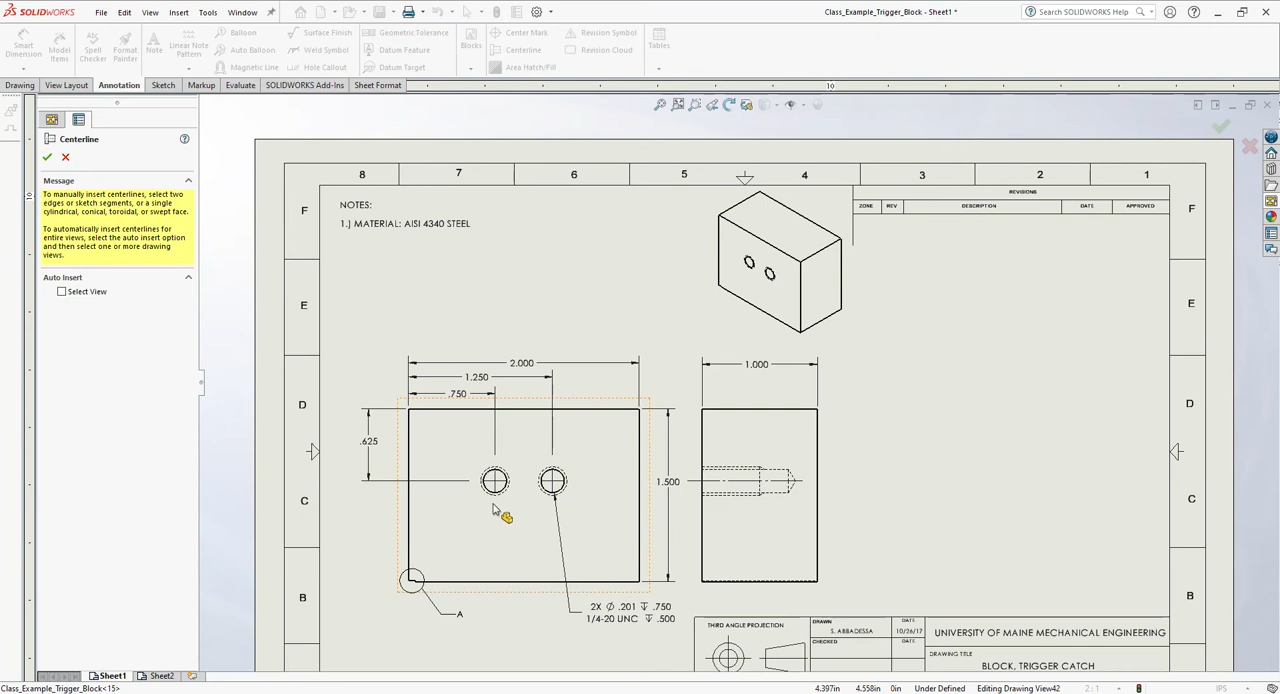 SOLIDWORKS
File Edit View Insert Tools Window
Class_Example_Trigger_Block - Sheet1 *
Search SOLIDWORKS Help
Smart Dimension
Model Items
Spell Checker
Format Painter
Note
Linear Note Pattern
Balloon
Auto Balloon
Magnetic Line
Surface Finish
Weld Symbol
Hole Callout
Geometric Tolerance
Datum Feature
Datum Target
Blocks
Center Mark
Centerline
Area Hatch/Fill
Revision Symbol
Revision Cloud
Tables
Drawing View Layout Annotation Sketch Markup Evaluate SOLIDWORKS Add-Ins Sheet Format
10
10
Centerline
Message
To manually insert centerlines, select two
edges or sketch segments, or a single
cylindrical, conical, toroidal, or swept face.
To automatically insert centerlines for
entire views, select the auto insert option
and then select one or more drawing
views.
Auto Insert
Select View
8 7 6 5 4 3 2 1
F
E
D
C
B
NOTES:
1.) MATERIAL: AISI 4340 STEEL
REVISIONS
ZONE REV DESCRIPTION DATE APPROVED
F
E
D
C
B
2.000
1.250
.750
.625
1.500
1.000
A
2X Ø .201 ↧ .750
1/4-20 UNC ↧ .500
THIRD ANGLE PROJECTION
DRAWN
S. ABBADESSA
DATE
10/26/17
CHECKED
DATE
UNIVERSITY OF MAINE MECHANICAL ENGINEERING
DRAWING TITLE
BLOCK, TRIGGER CATCH
Sheet1 Sheet2
Class_Example_Trigger_Block<15>
4.397in 4.558in 0in Under Defined Editing Drawing View42 2 : 1 IPS